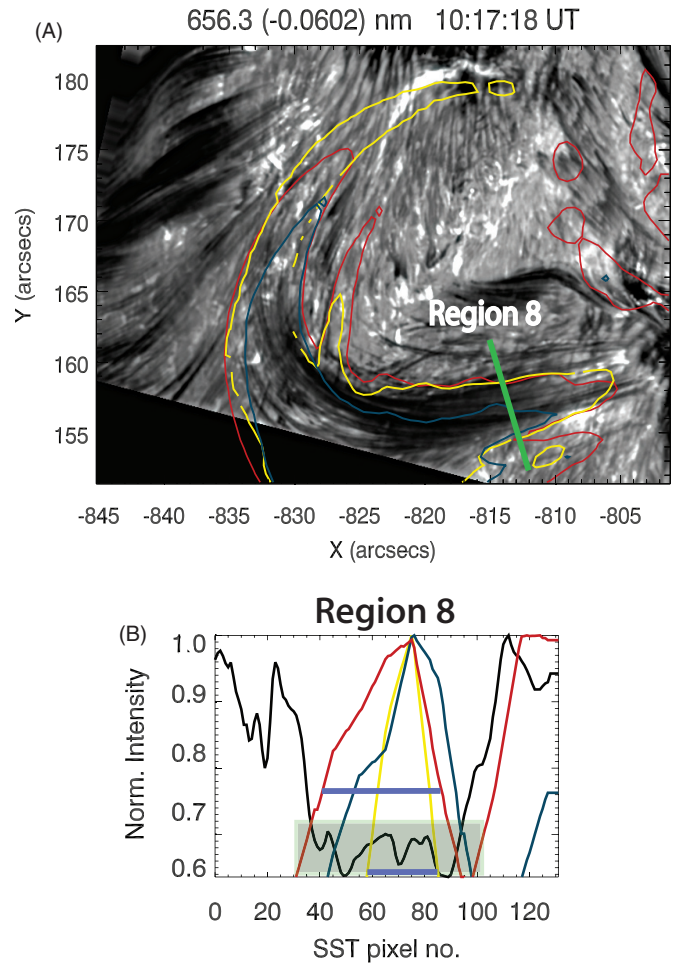 (A)
656.3 (-0.0602) nm 10:17:18 UT
180
175
170
165
160
155
Y (arcsecs)
Region 8
-845 -840 -835 -830 -825 -820 -815 -810 -805
X (arcsecs)
Region 8
(B)
1.0
0.9
0.8
0.7
0.6
Norm. Intensity
0 20 40 60 80 100 120
SST pixel no.